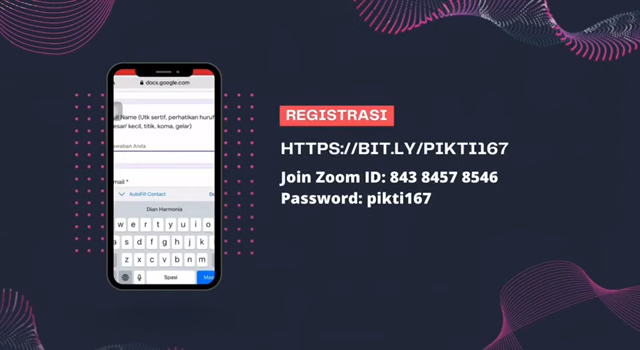 docs.google.com
Name (Utk sertif, perhatikan huruf
besar/ kecil, titik, koma, gelar)
Anda
AutoFill Contact
Dian Harmonia
w e r t y u i o
a s d f g h j k
z x c v b n m
Spasi
REGISTRASI
HTTPS://BIT.LY/PIKTI167
Join Zoom ID: 843 8457 8546
Password: pikti167